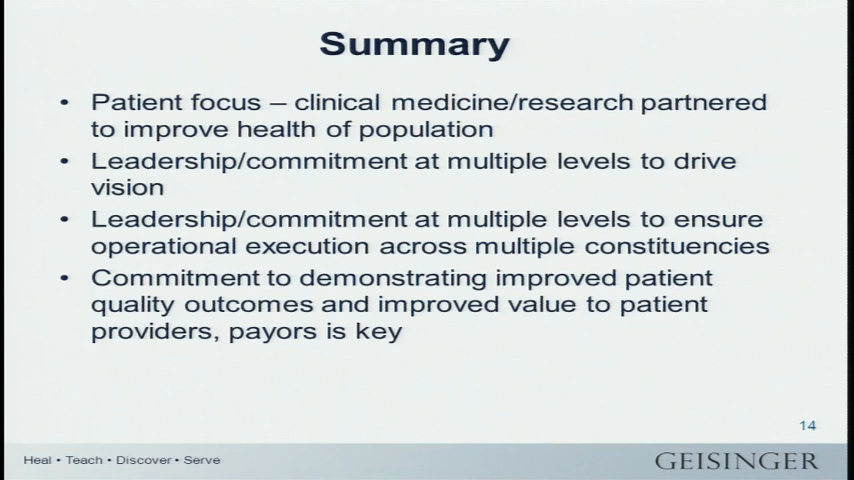 Summary
• Patient focus – clinical medicine/research partnered
to improve health of population
• Leadership/commitment at multiple levels to drive
vision
• Leadership/commitment at multiple levels to ensure
operational execution across multiple constituencies
• Commitment to demonstrating improved patient
quality outcomes and improved value to patient
providers, payors is key
14
Heal • Teach • Discover • Serve
GEISINGER